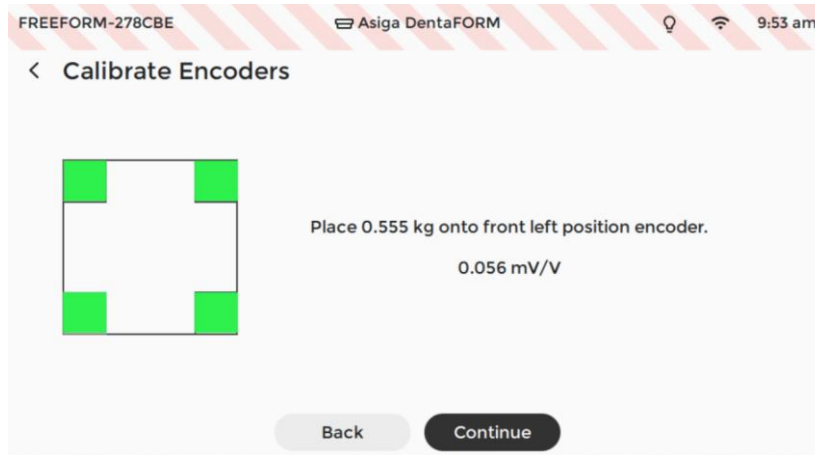 FREEFORM-278CBE Asiga DentaFORM 9:53 am
Calibrate Encoders
Place 0.555 kg onto front left position encoder.
0.056 mV/V
Back Continue